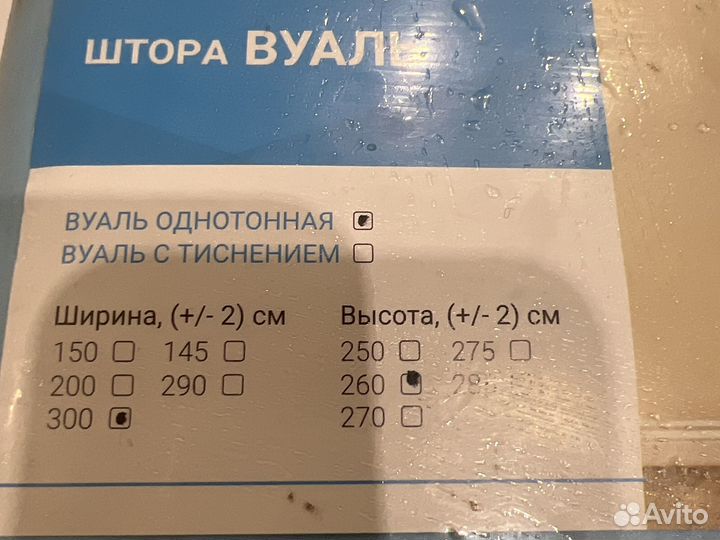 ШТОРА ВУАЛЬ
ВУАЛЬ ОДНОТОННАЯ
ВУАЛЬ С ТИСНЕНИЕМ
Ширина, (+/- 2) см Высота, (+/- 2) см
150 145 250 275
200 290 260
300 270
Avito